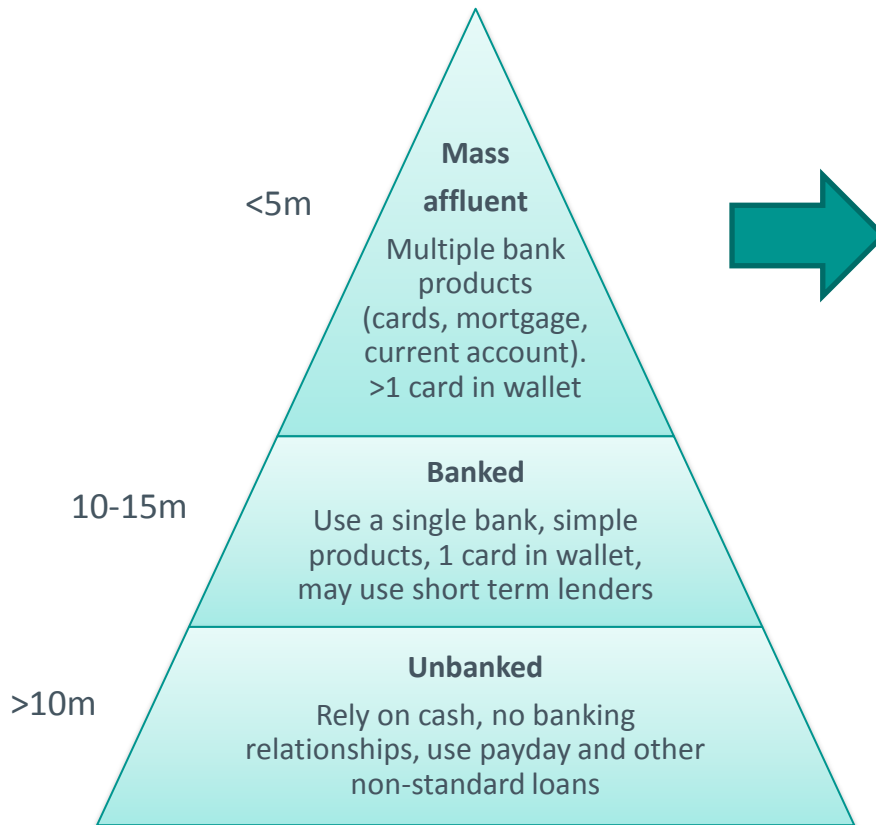 <5m
Mass
affluent
Multiple bank
products
(cards, mortgage,
current account).
>1 card in wallet
10-15m
Banked
Use a single bank, simple
products, 1 card in wallet,
may use short term lenders
>10m
Unbanked
Rely on cash, no banking
relationships, use payday and other
non-standard loans